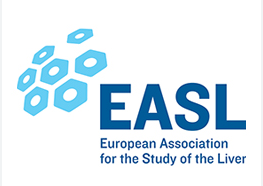 EASL
European Association
for the Study of the Liver